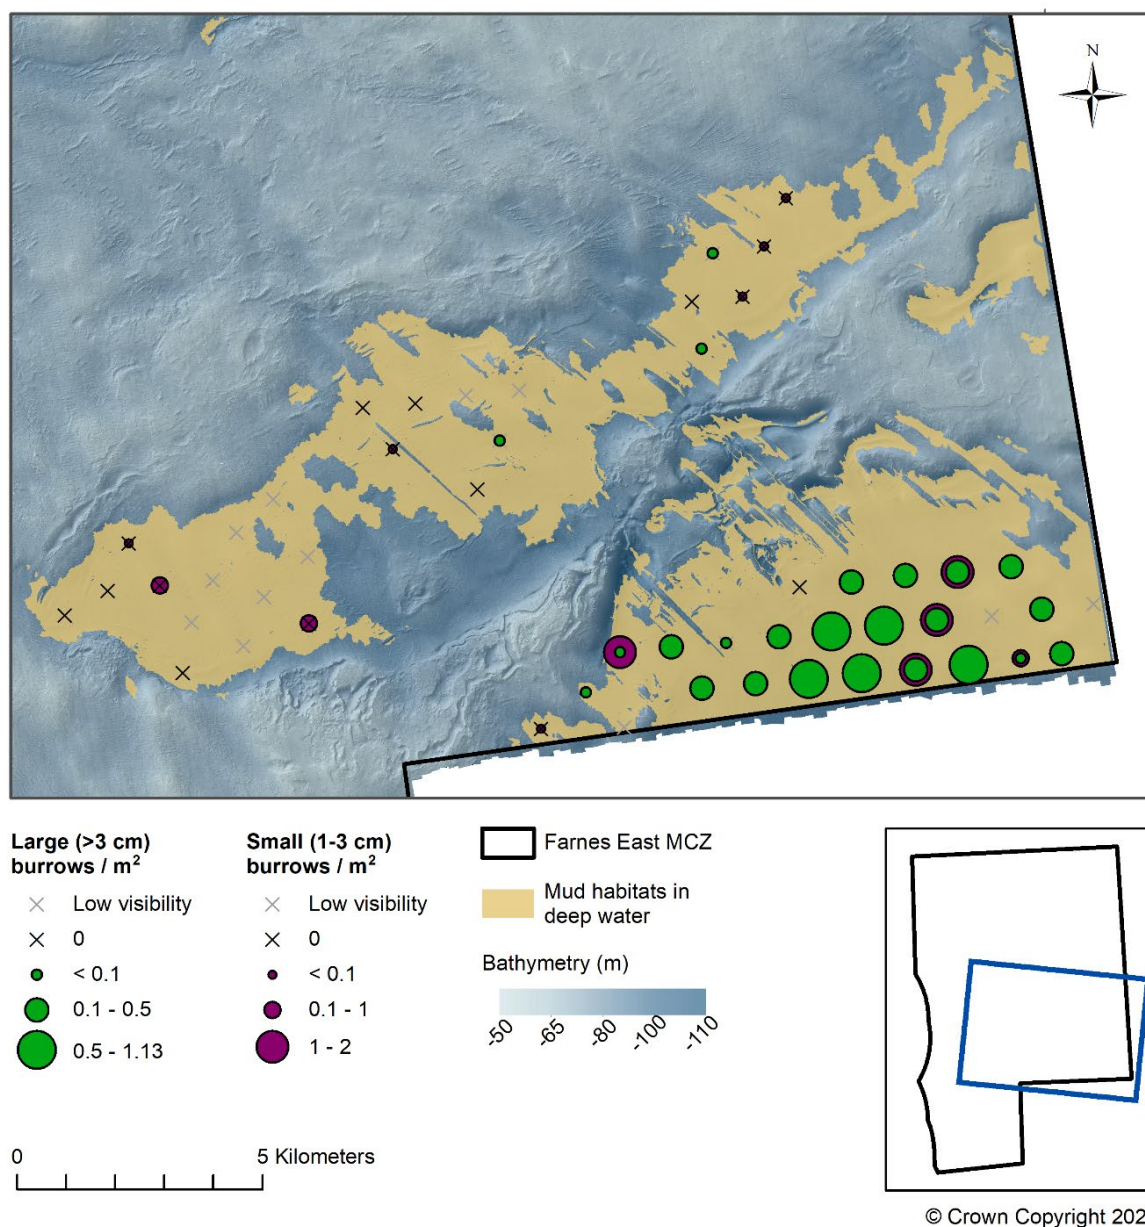 N
Large (>3 cm)
burrows / m²
Low visibility
0
< 0.1
0.1 - 0.5
0.5 - 1.13
Small (1-3 cm)
burrows / m²
Low visibility
0
< 0.1
0.1 - 1
1 - 2
Farnes East MCZ
Mud habitats in
deep water
Bathymetry (m)
-50
-65
-80
-100
-110
0
5 Kilometers
© Crown Copyright 202